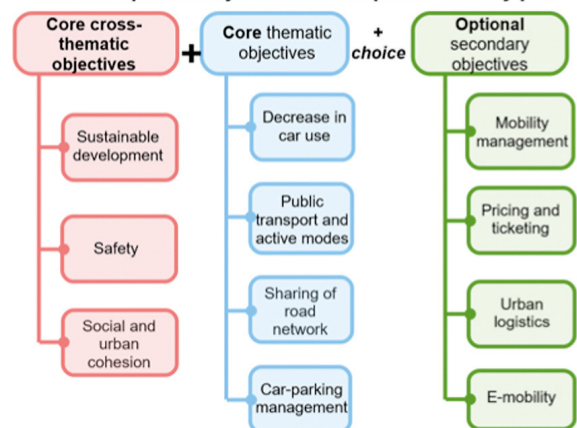 Core cross-
thematic
objectives
+
Core thematic
objectives
+
choice
Optional
secondary
objectives
Sustainable
development
Safety
Social and
urban
cohesion
Decrease in
car use
Public
transport and
active modes
Sharing of
road
network
Car-parking
management
Mobility
management
Pricing and
ticketing
Urban
logistics
E-mobility